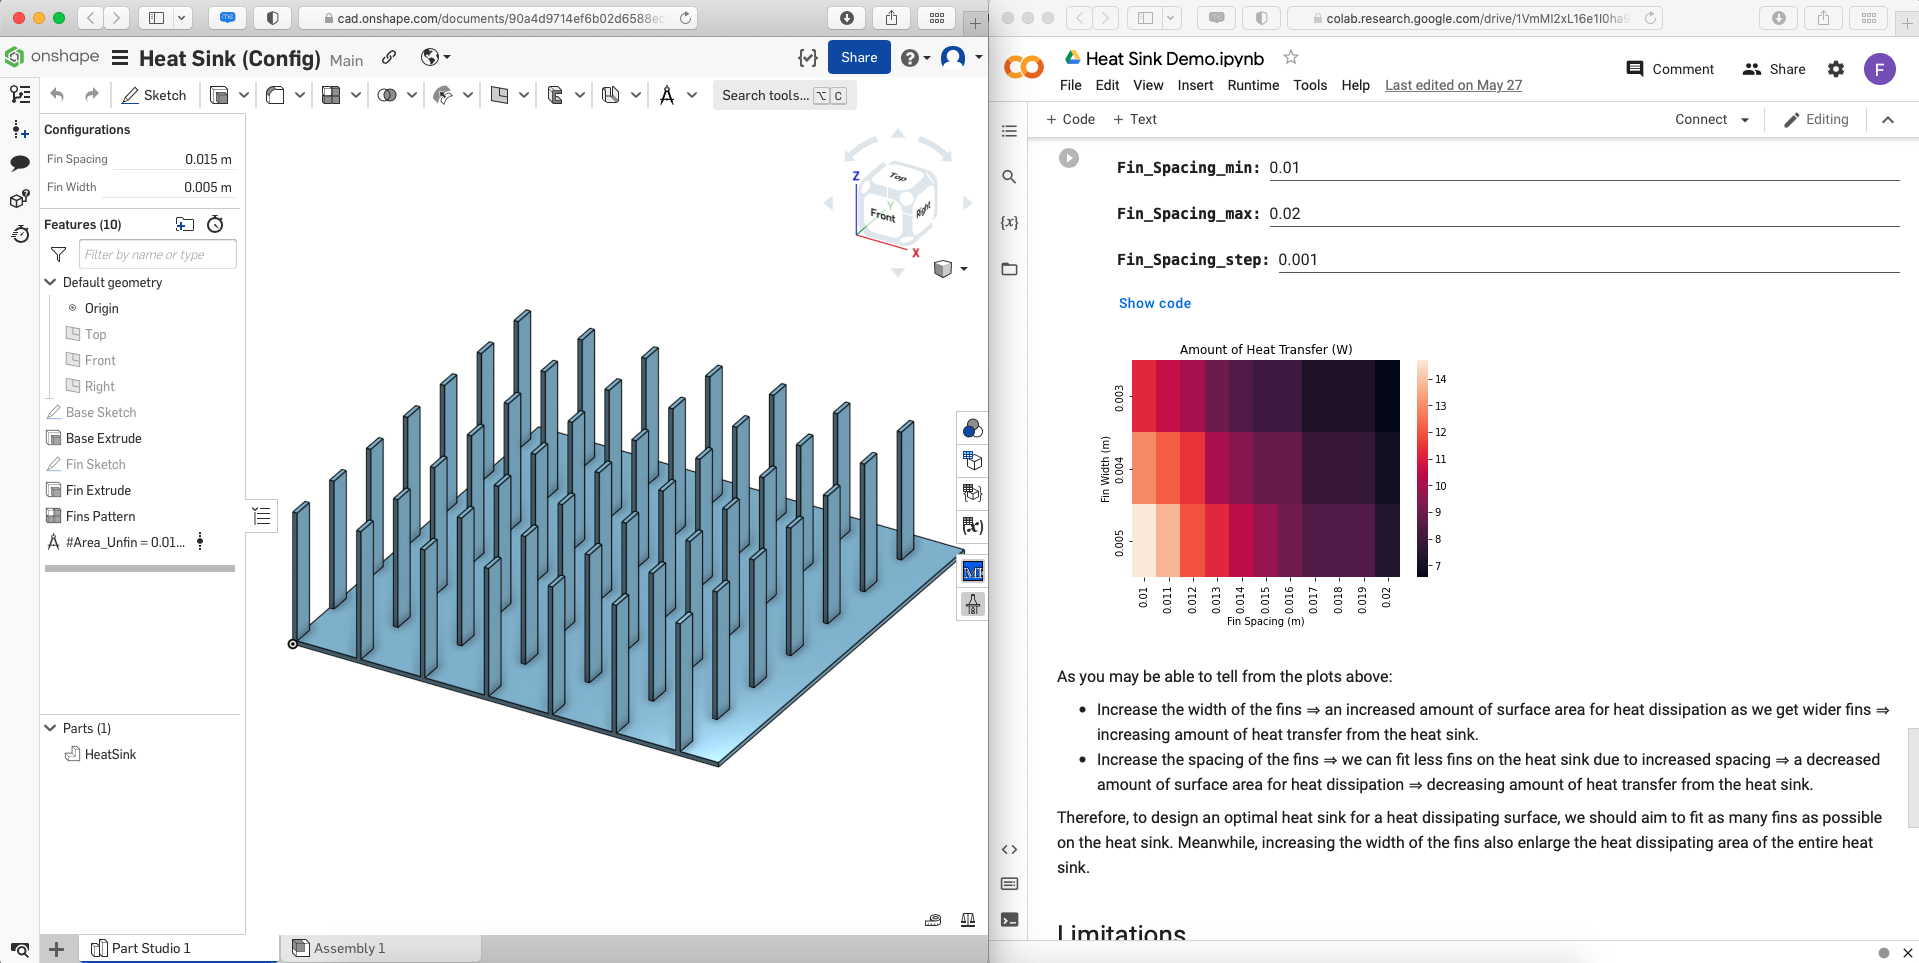 cad.onshape.com/documents/90a4d9714ef6b02d6588ec
onshape
Heat Sink (Config)
Main
Share
Sketch
Search tools... ⌥ C
Configurations
Fin Spacing 0.015 m
Fin Width 0.005 m
Features (10)
Filter by name or type
Default geometry
Origin
Top
Front
Right
Base Sketch
Base Extrude
Fin Sketch
Fin Extrude
Fins Pattern
#Area_Unfin = 0.01...
Parts (1)
HeatSink
Top
Front
Right
Z
Y
X
Part Studio 1
Assembly 1
colab.research.google.com/drive/1VmMl2xL16e1I0ha9
Heat Sink Demo.ipynb
File Edit View Insert Runtime Tools Help Last edited on May 27
Comment
Share
F
+ Code + Text
Connect
Editing
Fin_Spacing_min: 0.01
Fin_Spacing_max: 0.02
Fin_Spacing_step: 0.001
Show code
Amount of Heat Transfer (W)
Fin Width (m)
0.003
0.004
0.005
0.01 0.011 0.012 0.013 0.014 0.015 0.016 0.017 0.018 0.019 0.02
Fin Spacing (m)
14
13
12
11
10
9
8
7
As you may be able to tell from the plots above:
• Increase the width of the fins ⇒ an increased amount of surface area for heat dissipation as we get wider fins ⇒
increasing amount of heat transfer from the heat sink.
• Increase the spacing of the fins ⇒ we can fit less fins on the heat sink due to increased spacing ⇒ a decreased
amount of surface area for heat dissipation ⇒ decreasing amount of heat transfer from the heat sink.
Therefore, to design an optimal heat sink for a heat dissipating surface, we should aim to fit as many fins as possible
on the heat sink. Meanwhile, increasing the width of the fins also enlarge the heat dissipating area of the entire heat
sink.
Limitations